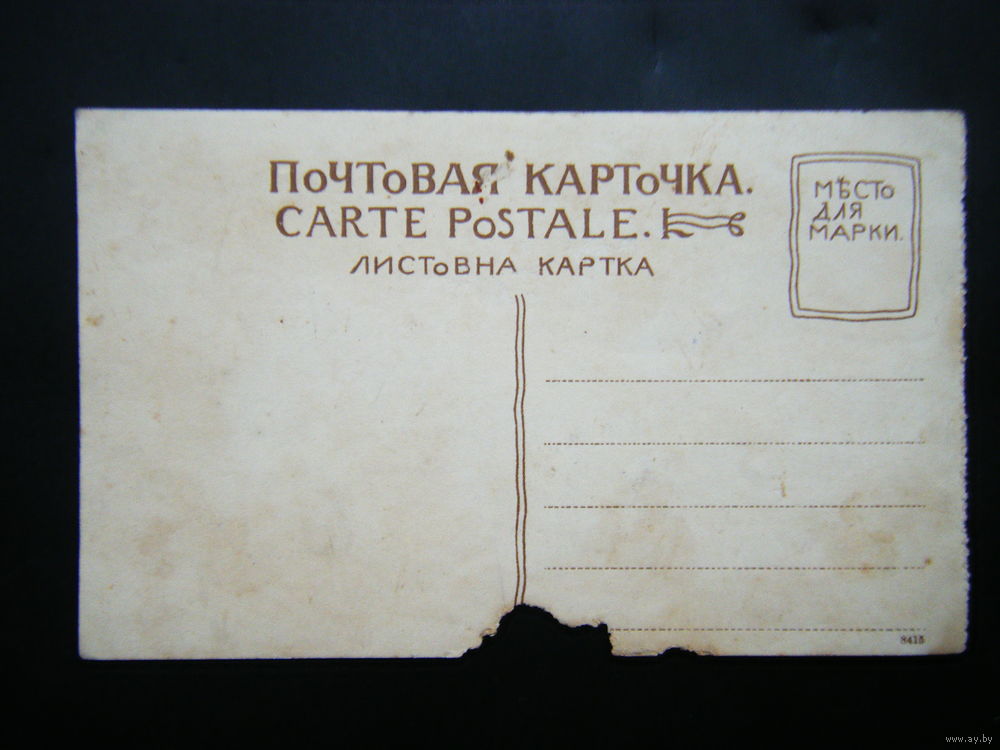 ПоЧТоВАЯ КАРТоЧКА.
CARTE PoSTALE.
ЛИСТоВНА КАРТКА
МѢСТо
ДЛЯ
МАРКИ.
8415
www.ay.by